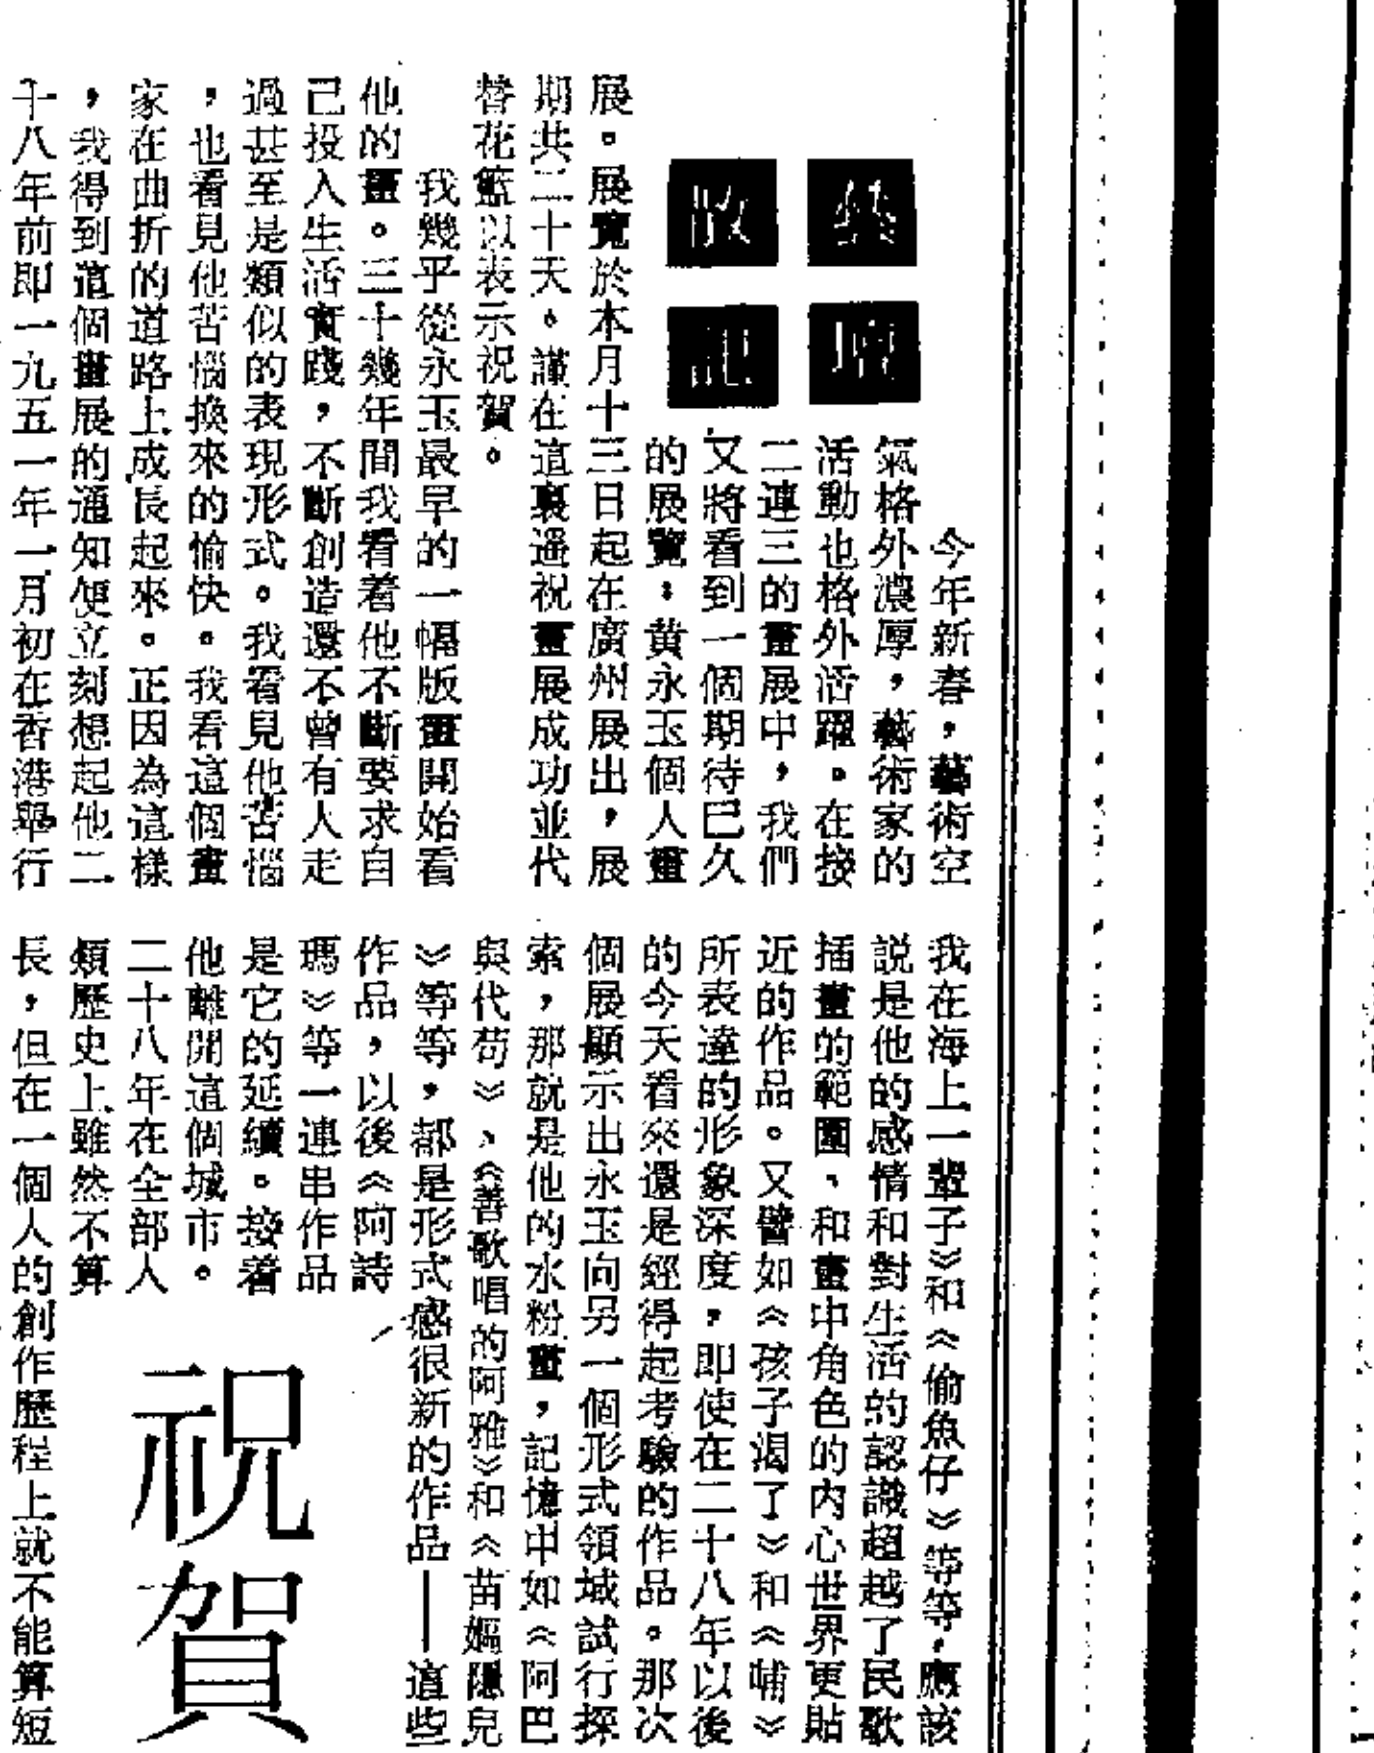 藝壇
散記
今年新春，藝術空
氣格外濃厚，藝術家的
活動也格外活躍。在接
二連三的畫展中，我們
又將看到一個期待已久
的展覽：黄永玉個人畫
展。展覽於本月十三日起在廣州展出，展
期共二十天。謹在這裏遥祝畫展成功並代
替花籃以表示祝賀。
我幾乎從永玉最早的一幅版畫開始看
他的畫。三十幾年間我看着他不斷要求自
己投入生活實踐，不斷創造還不曾有人走
過甚至是類似的表現形式。我看見他苦惱
，也看見他苦惱換來的愉快。我看這個畫
家在曲折的道路上成長起來。正因為這樣
，我得到這個畫展的通知便立刻想起他二
十八年前即一九五一年一月初在香港舉行
我在海上一輩子》和《偷魚仔》等等，應該
説是他的感情和對生活的認識超越了民歌
插畫的範圍、和畫中角色的内心世界更貼
近的作品。又譬如《孩子渴了》和《哺》
所表達的形象深度，即使在二十八年以後
的今天看來還是經得起考驗的作品。那次
個展顯示出永玉向另一個形式領域試行探
索，那就是他的水粉畫，記憶中如《阿巴
與代苟》、《善歌唱的阿雅》和《苗嫗隱兒
》等等，都是形式感很新的作品——這些
作品，以後《阿詩
瑪》等一連串作品
是它的延續。接着
他離開這個城市。
二十八年在全部人
類歷史上雖然不算
長，但在一個人的創作歷程上就不能算短
祝賀